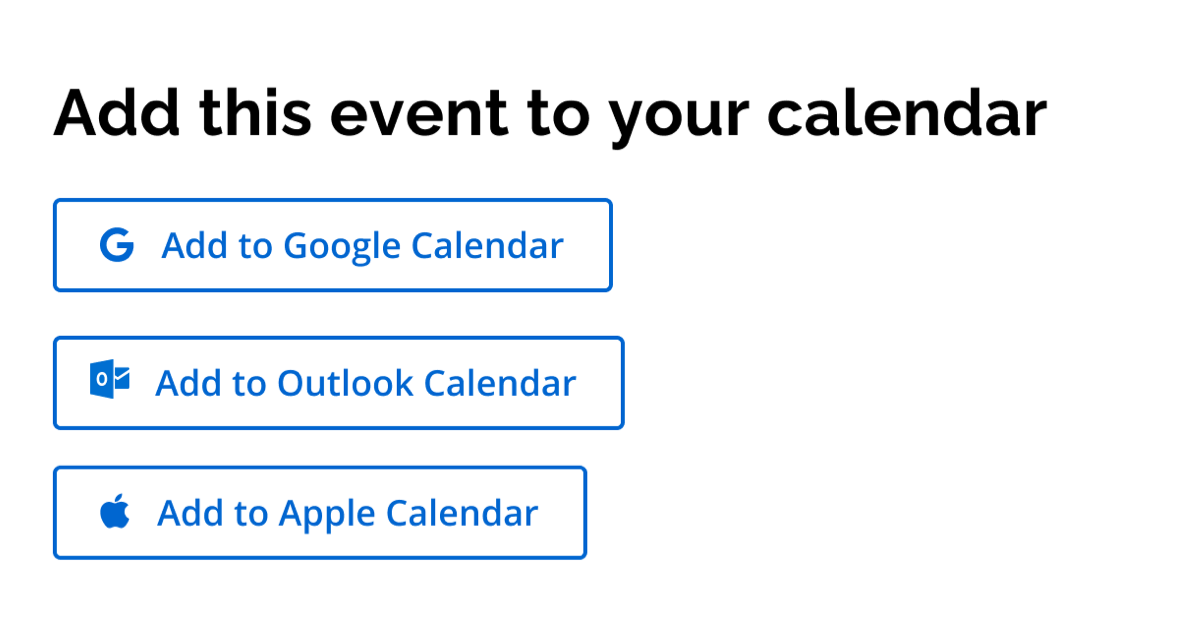 Add this event to your calendar
Add to Google Calendar
Add to Outlook Calendar
Add to Apple Calendar